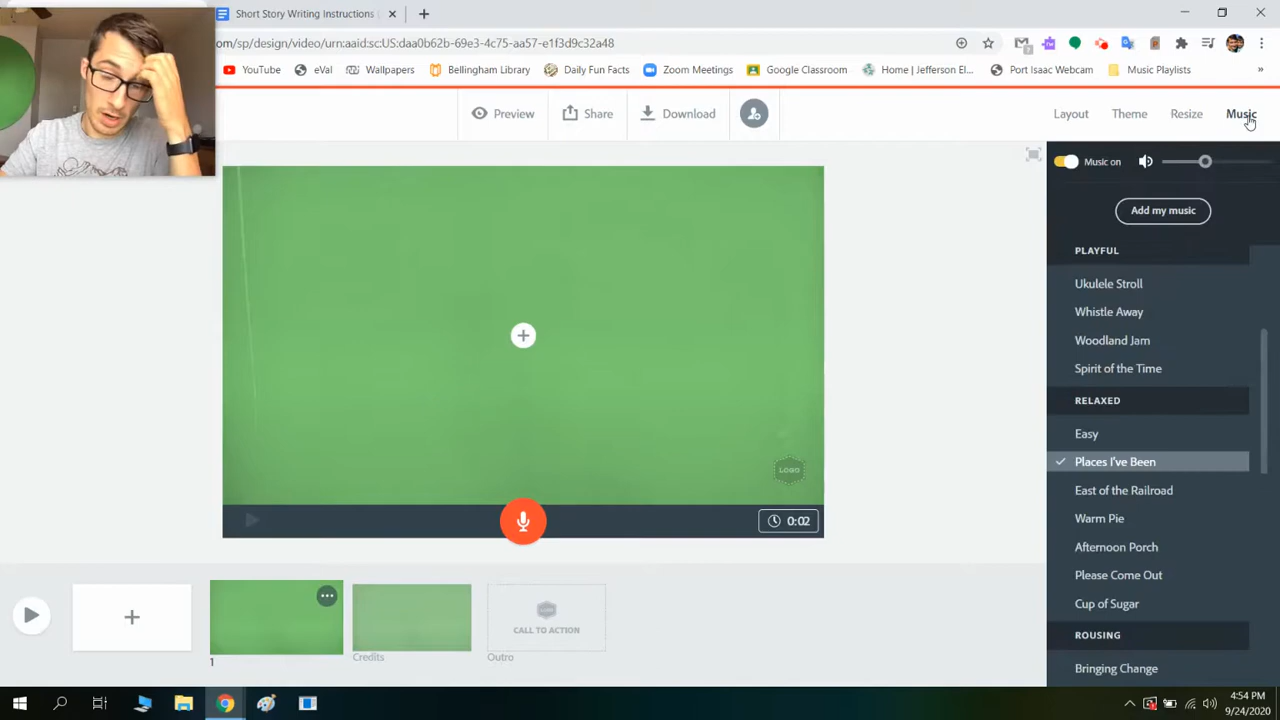 Short Story Writing Instructions
com/sp/design/video/urn:aaid:sc:US:daa0b62b-69e3-4c75-aa57-e1f3d9c32a48
YouTube eVal Wallpapers Bellingham Library Daily Fun Facts Zoom Meetings Google Classroom Home | Jefferson El... Port Isaac Webcam Music Playlists »
Preview Share Download Layout Theme Resize Music
Music on
Add my music
PLAYFUL
Ukulele Stroll
Whistle Away
Woodland Jam
Spirit of the Time
RELAXED
Easy
Places I've Been
East of the Railroad
Warm Pie
Afternoon Porch
Please Come Out
Cup of Sugar
ROUSING
Bringing Change
LOGO
0:02
LOGO
CALL TO ACTION
1 Credits Outro
4:54 PM
9/24/2020